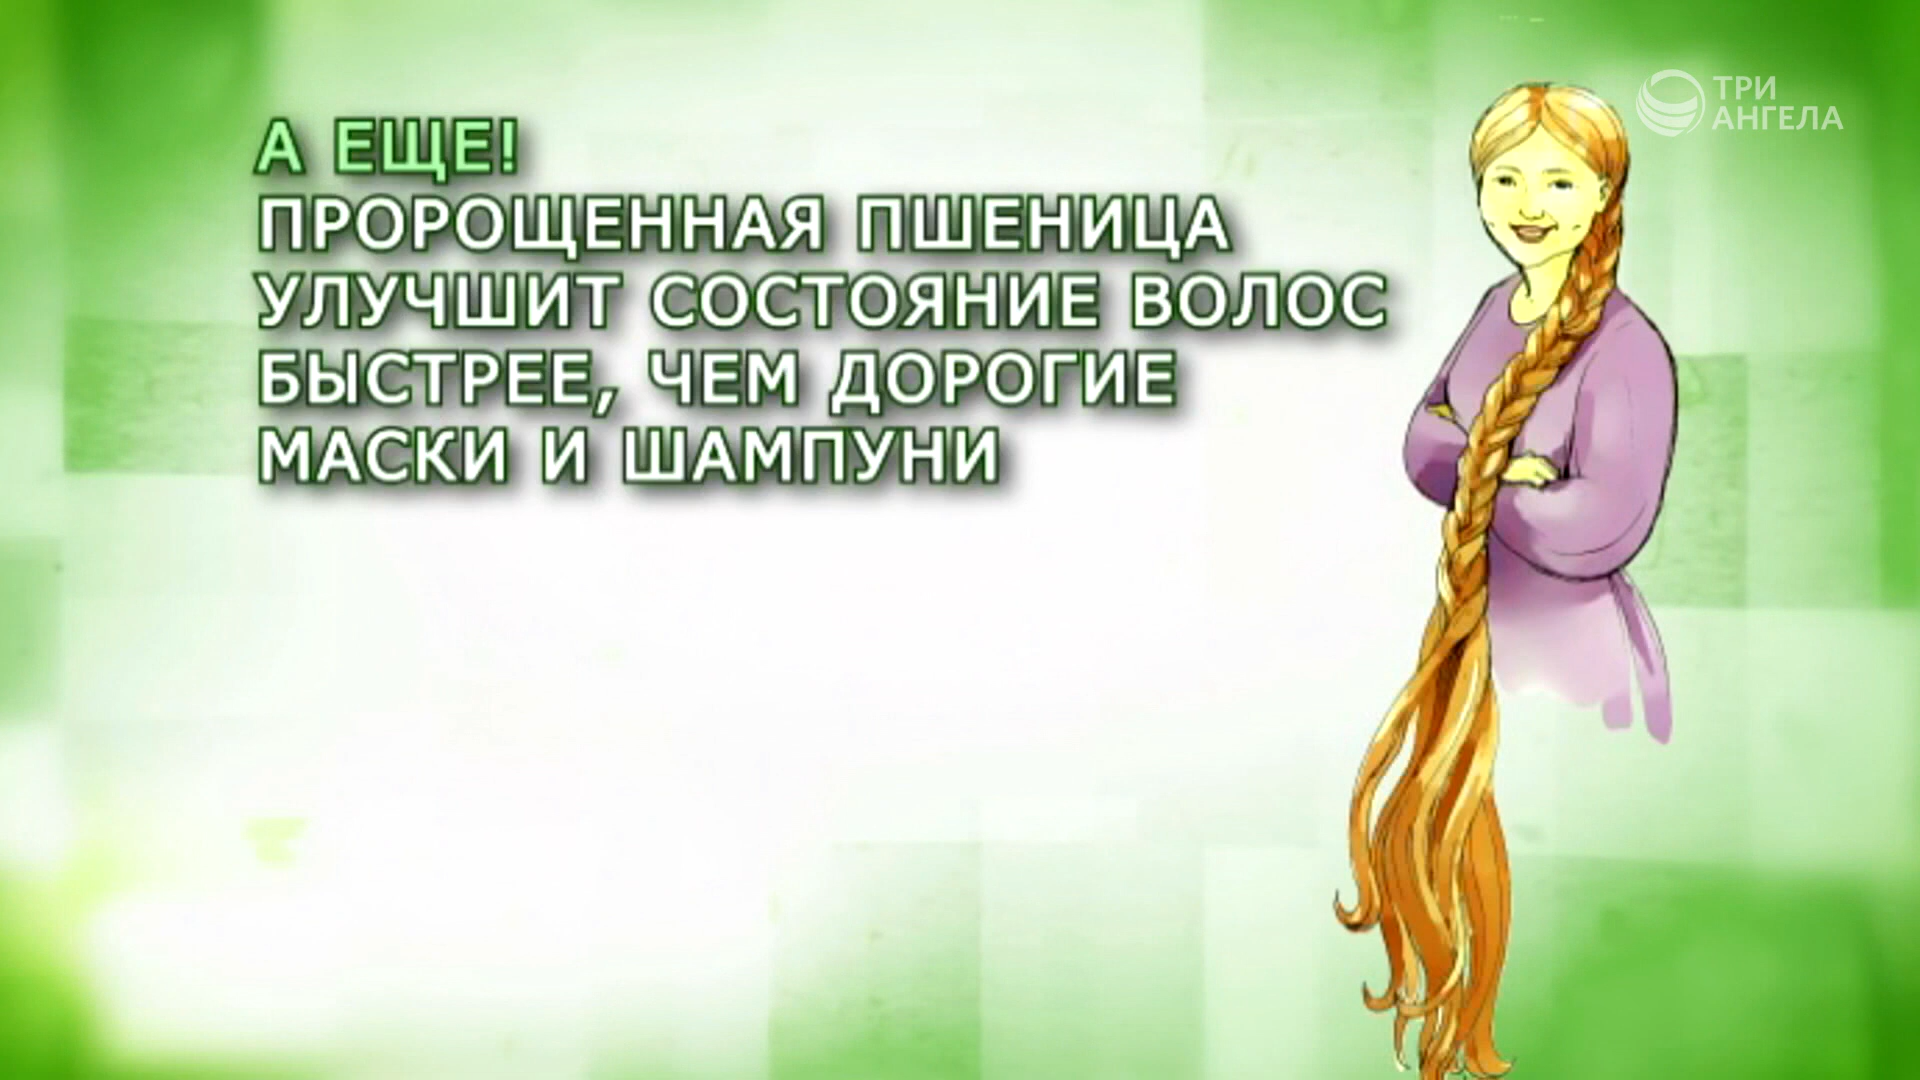 ТРИ
АНГЕЛА
А ЕЩЕ!
ПРОРОЩЕННАЯ ПШЕНИЦА
УЛУЧШИТ СОСТОЯНИЕ ВОЛОС
БЫСТРЕЕ, ЧЕМ ДОРОГИЕ
МАСКИ И ШАМПУНИ